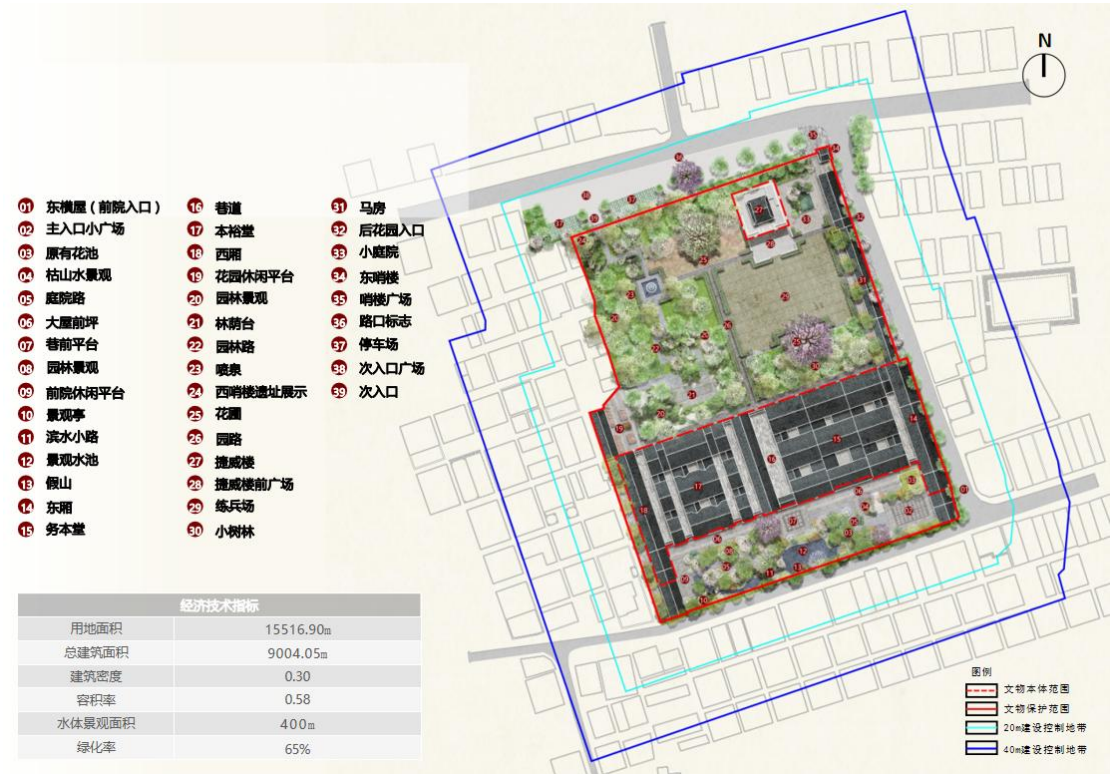 N
01 东横屋（前院入口）
02 主入口小广场
03 原有花池
04 枯山水景观
05 庭院路
06 大屋前坪
07 巷前平台
08 园林景观
09 前院休闲平台
10 景观亭
11 滨水小路
12 景观水池
13 假山
14 东厢
15 务本堂
16 巷道
17 本裕堂
18 西厢
19 花园休闲平台
20 园林景观
21 林荫台
22 园林路
23 喷泉
24 西哨楼遗址展示
25 花圃
26 园路
27 捷威楼
28 捷威楼前广场
29 练兵场
30 小树林
31 马房
32 后花园入口
33 小庭院
34 东哨楼
35 哨楼广场
36 路口标志
37 停车场
38 次入口广场
39 次入口
经济技术指标
用地面积 15516.90m
总建筑面积 9004.05m
建筑密度 0.30
容积率 0.58
水体景观面积 400m
绿化率 65%
图例
文物本体范围
文物保护范围
20m建设控制地带
40m建设控制地带